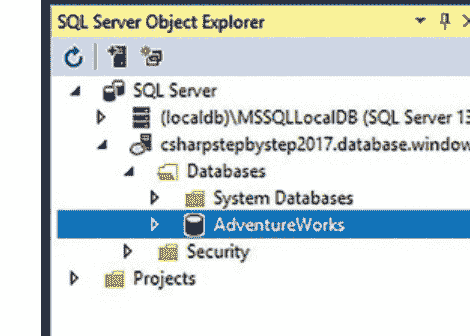 SQL Server Object Explorer
SQL Server
(localdb)\MSSQLLocalDB (SQL Server 13
csharpstepbystep2017.database.window
Databases
System Databases
AdventureWorks
Security
Projects